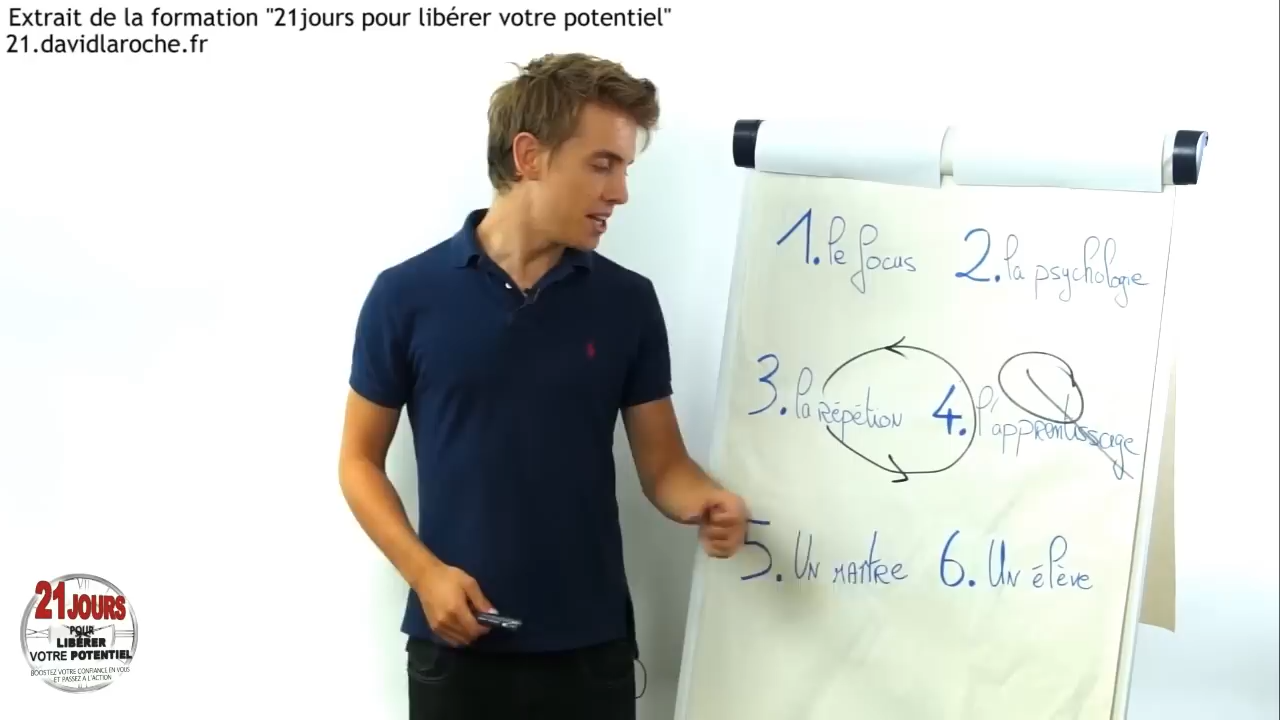 Extrait de la formation "21jours pour libérer votre potentiel"
21.davidlaroche.fr
1. le focus
2. la psychologie
3. la répétion
4. l'apprentissage
5. Un maître
6. Un élève
21 JOURS
POUR
LIBÉRER
VOTRE POTENTIEL
BOOSTEZ VOTRE CONFIANCE EN VOUS
ET PASSEZ A L'ACTION